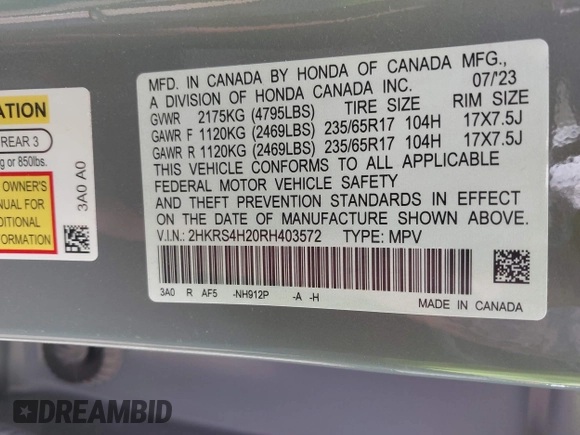 MFD. IN CANADA BY HONDA OF CANADA MFG.,
A DIVISION OF HONDA CANADA INC. 07/'23
GVWR 2175KG (4795LBS) TIRE SIZE RIM SIZE
GAWR F 1120KG (2469LBS) 235/65R17 104H 17X7.5J
GAWR R 1120KG (2469LBS) 235/65R17 104H 17X7.5J
THIS VEHICLE CONFORMS TO ALL APPLICABLE
FEDERAL MOTOR VEHICLE SAFETY
AND THEFT PREVENTION STANDARDS IN EFFECT
ON THE DATE OF MANUFACTURE SHOWN ABOVE.
V.I.N.: 2HKRS4H20RH403572 TYPE: MPV
3A0 R AF5 -NH912P -A -H
MADE IN CANADA
ATION
REAR 3
g or 850lbs.
OWNER'S
ANUAL FOR
DITIONAL
FORMATION
3A0 A0
DREAMBID